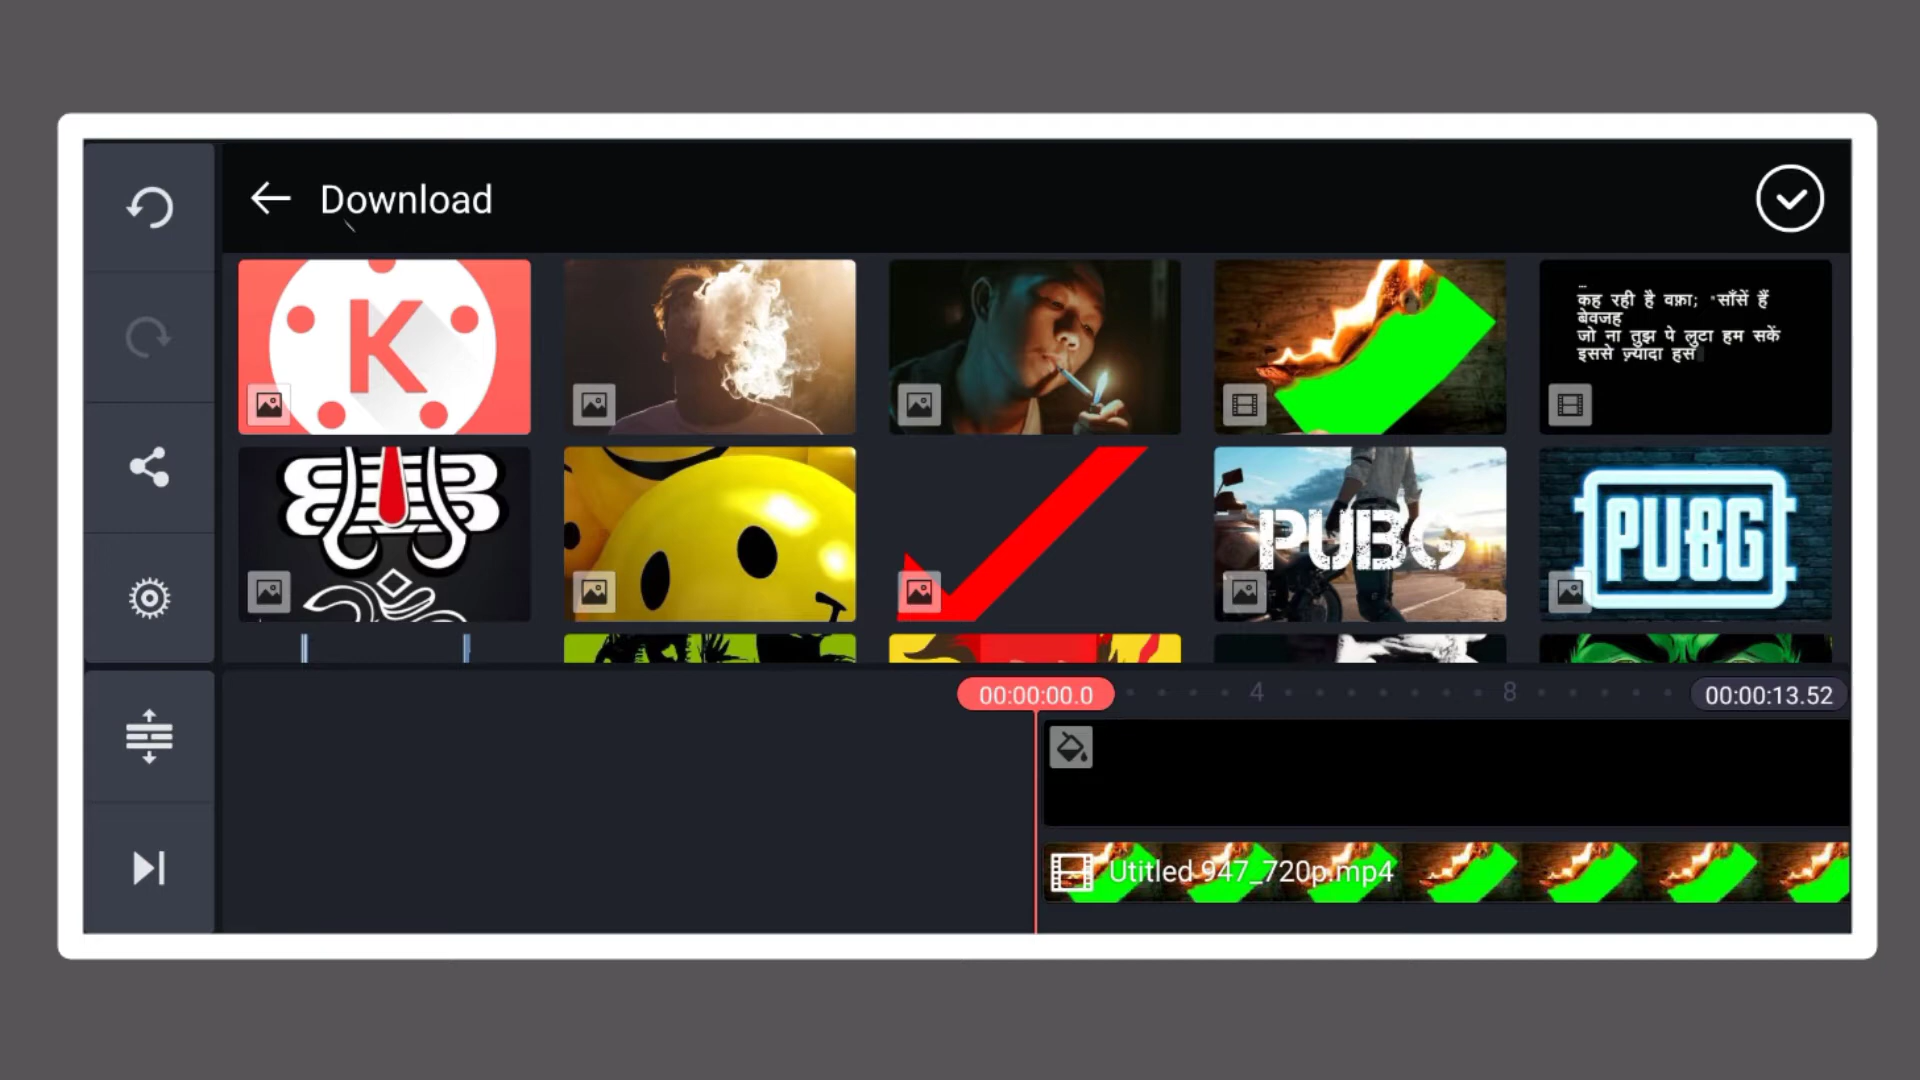 Download
K
...
कह रही है वफ़ा; "साँसें हैं
बेवजह
जो ना तुझ पे लुटा हम सकें
इससे ज़्यादा हस
PUBG
PUBG
00:00:00.0
4
8
00:00:13.52
Utitled 947_720p.mp4